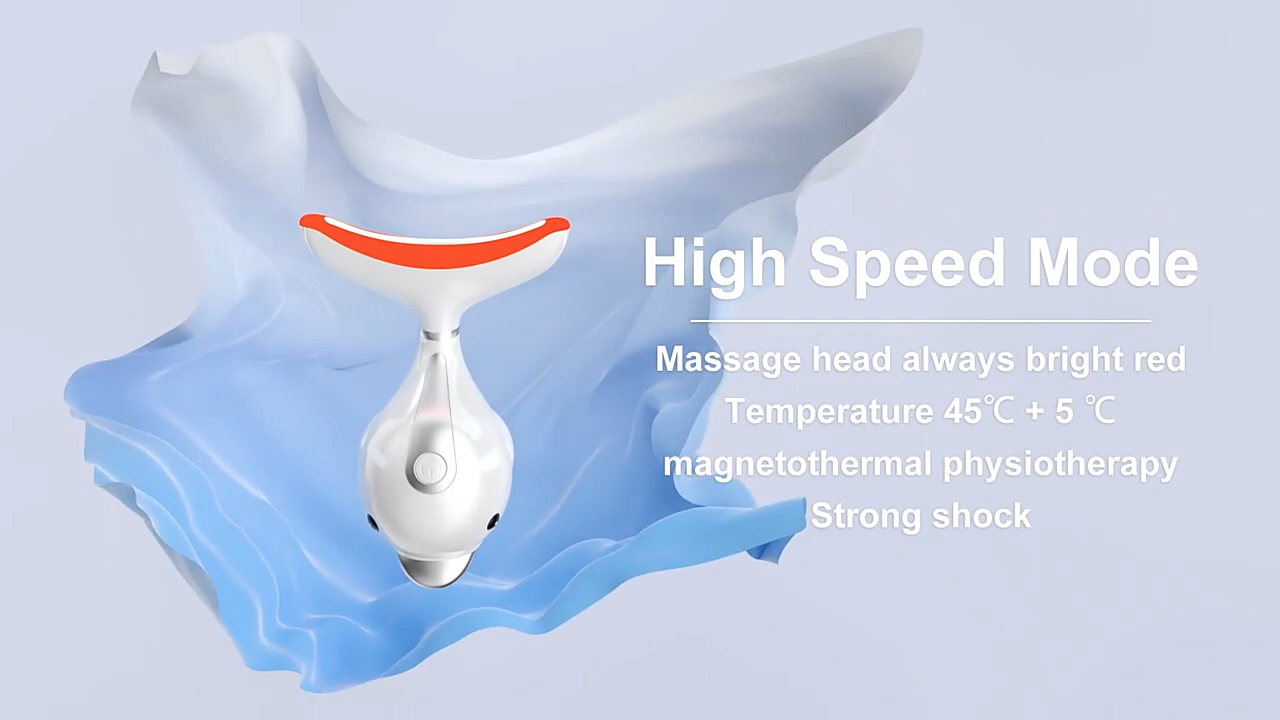 High Speed Mode
Massage head always bright red
Temperature 45℃ + 5 ℃
magnetothermal physiotherapy
Strong shock